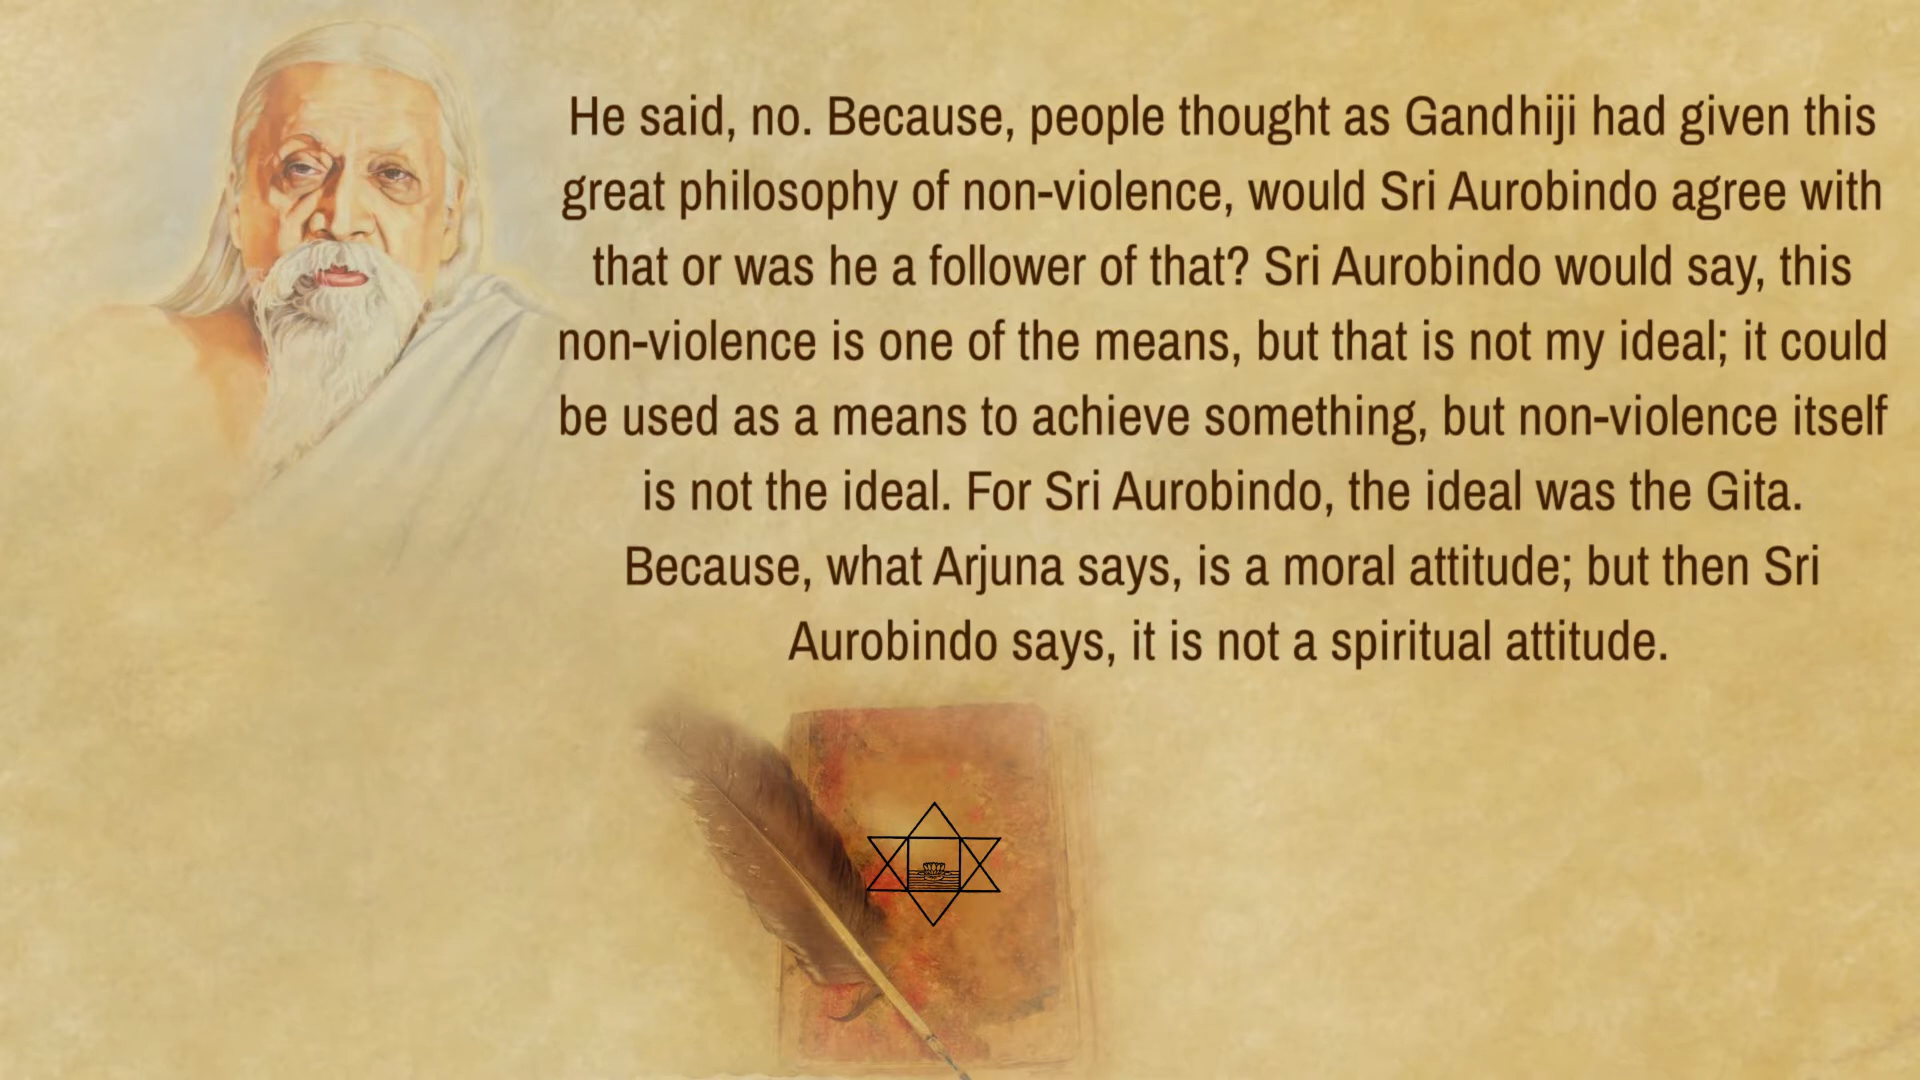 He said, no. Because, people thought as Gandhiji had given this
great philosophy of non-violence, would Sri Aurobindo agree with
that or was he a follower of that? Sri Aurobindo would say, this
non-violence is one of the means, but that is not my ideal; it could
be used as a means to achieve something, but non-violence itself
is not the ideal. For Sri Aurobindo, the ideal was the Gita.
Because, what Arjuna says, is a moral attitude; but then Sri
Aurobindo says, it is not a spiritual attitude.